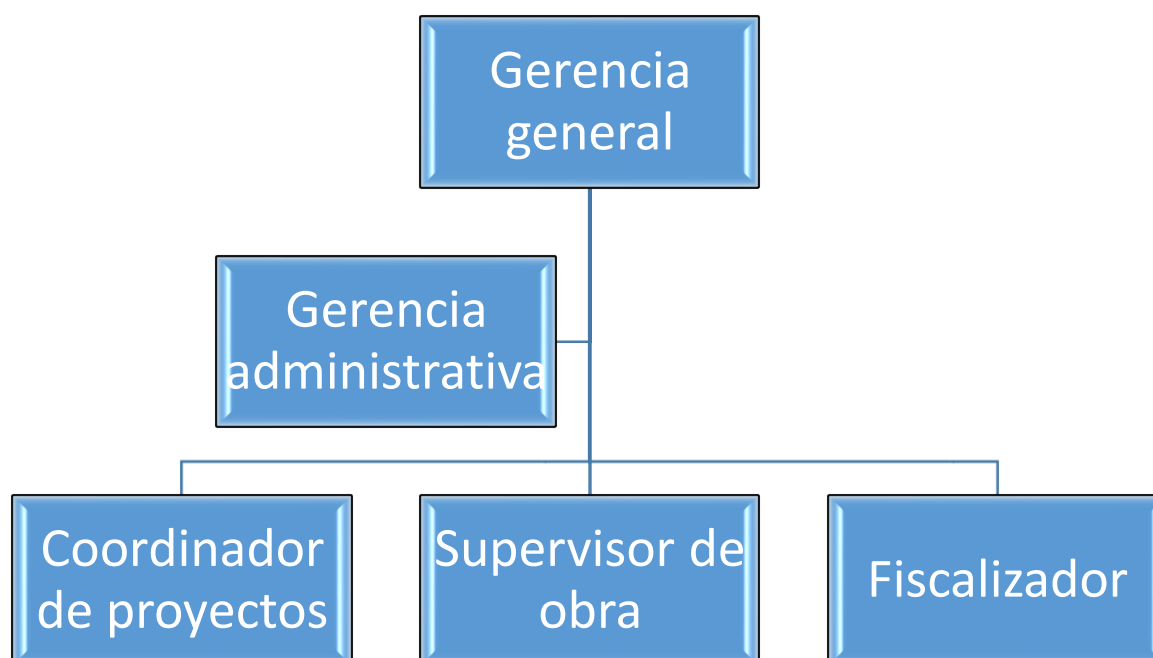 Gerencia
general
Gerencia
administrativa
Coordinador
de proyectos
Supervisor de
obra
Fiscalizador